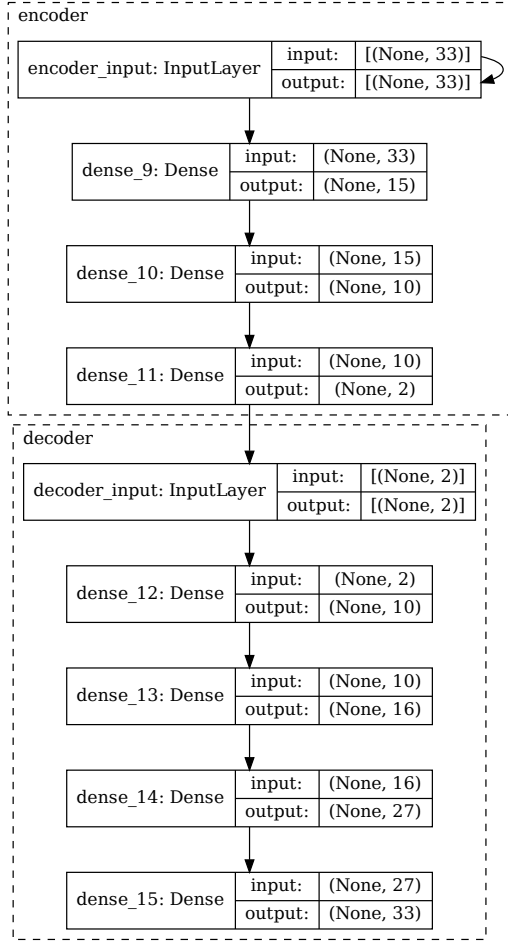 encoder
encoder_input: InputLayer
input: [(None, 33)]
output: [(None, 33)]
dense_9: Dense
input: (None, 33)
output: (None, 15)
dense_10: Dense
input: (None, 15)
output: (None, 10)
dense_11: Dense
input: (None, 10)
output: (None, 2)
decoder
decoder_input: InputLayer
input: [(None, 2)]
output: [(None, 2)]
dense_12: Dense
input: (None, 2)
output: (None, 10)
dense_13: Dense
input: (None, 10)
output: (None, 16)
dense_14: Dense
input: (None, 16)
output: (None, 27)
dense_15: Dense
input: (None, 27)
output: (None, 33)